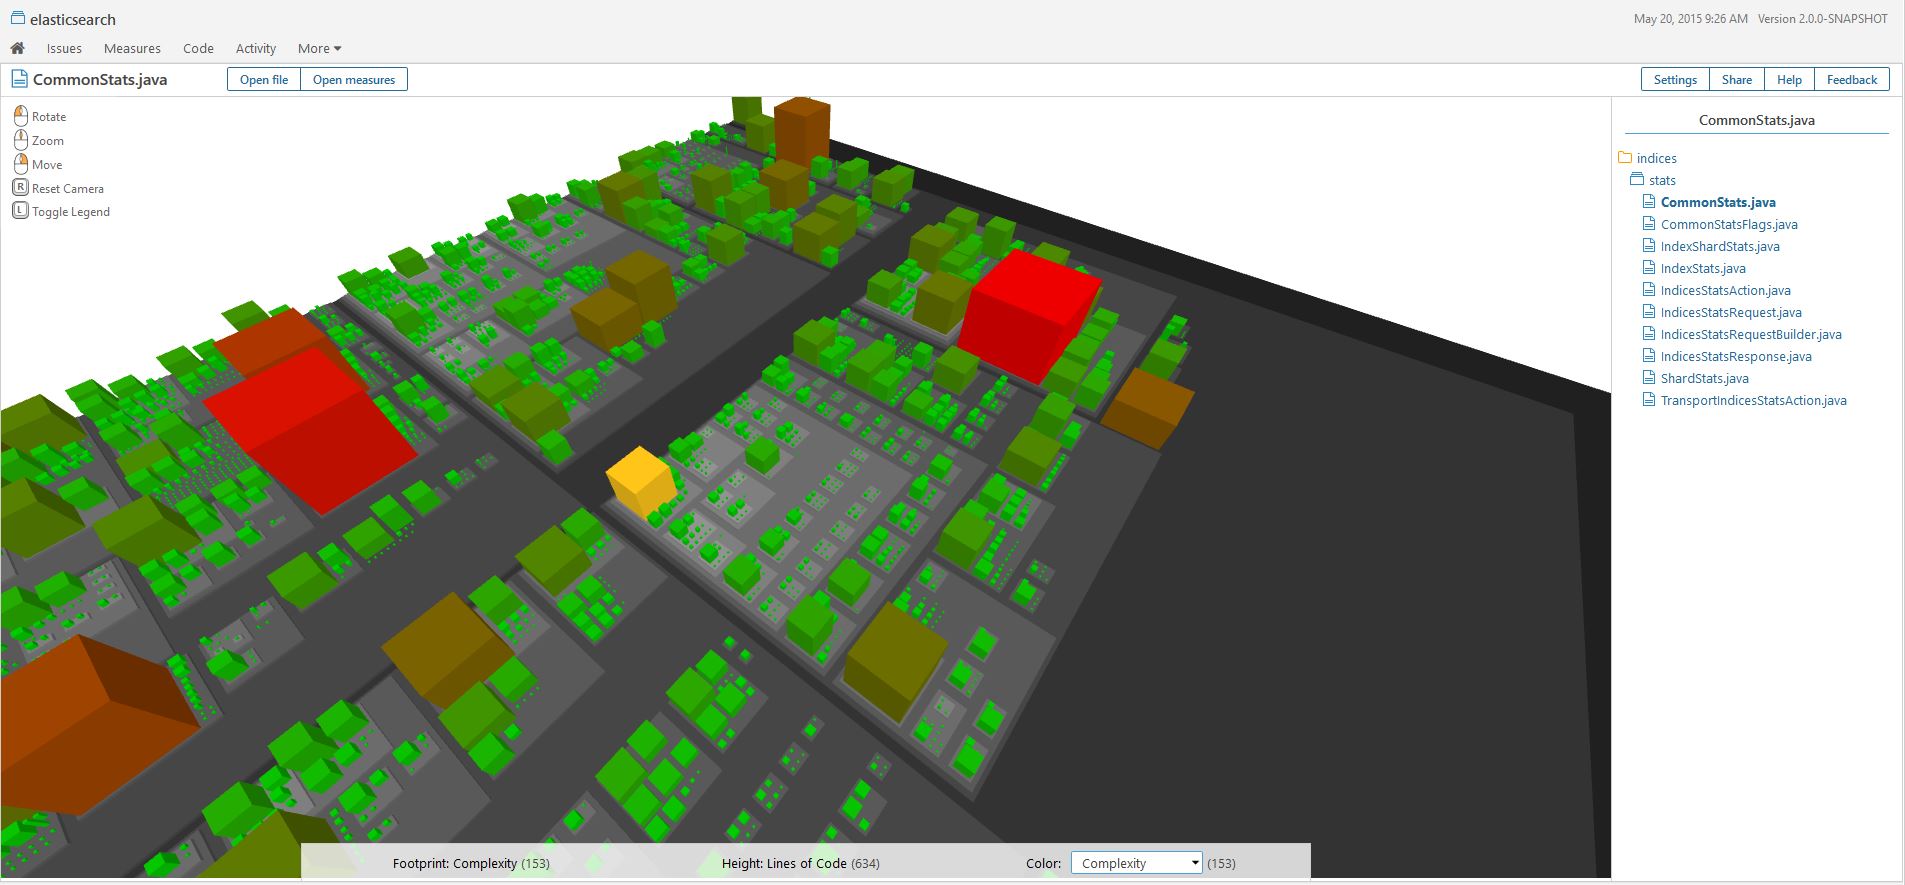 elasticsearch
May 20, 2015 9:26 AM Version 2.0.0-SNAPSHOT
Issues Measures Code Activity More
CommonStats.java Open file Open measures Settings Share Help Feedback
Rotate
Zoom
Move
R Reset Camera
L Toggle Legend
CommonStats.java
indices
stats
CommonStats.java
CommonStatsFlags.java
IndexShardStats.java
IndexStats.java
IndicesStatsAction.java
IndicesStatsRequest.java
IndicesStatsRequestBuilder.java
IndicesStatsResponse.java
ShardStats.java
TransportIndicesStatsAction.java
Footprint: Complexity (153) Height: Lines of Code (634) Color: Complexity (153)